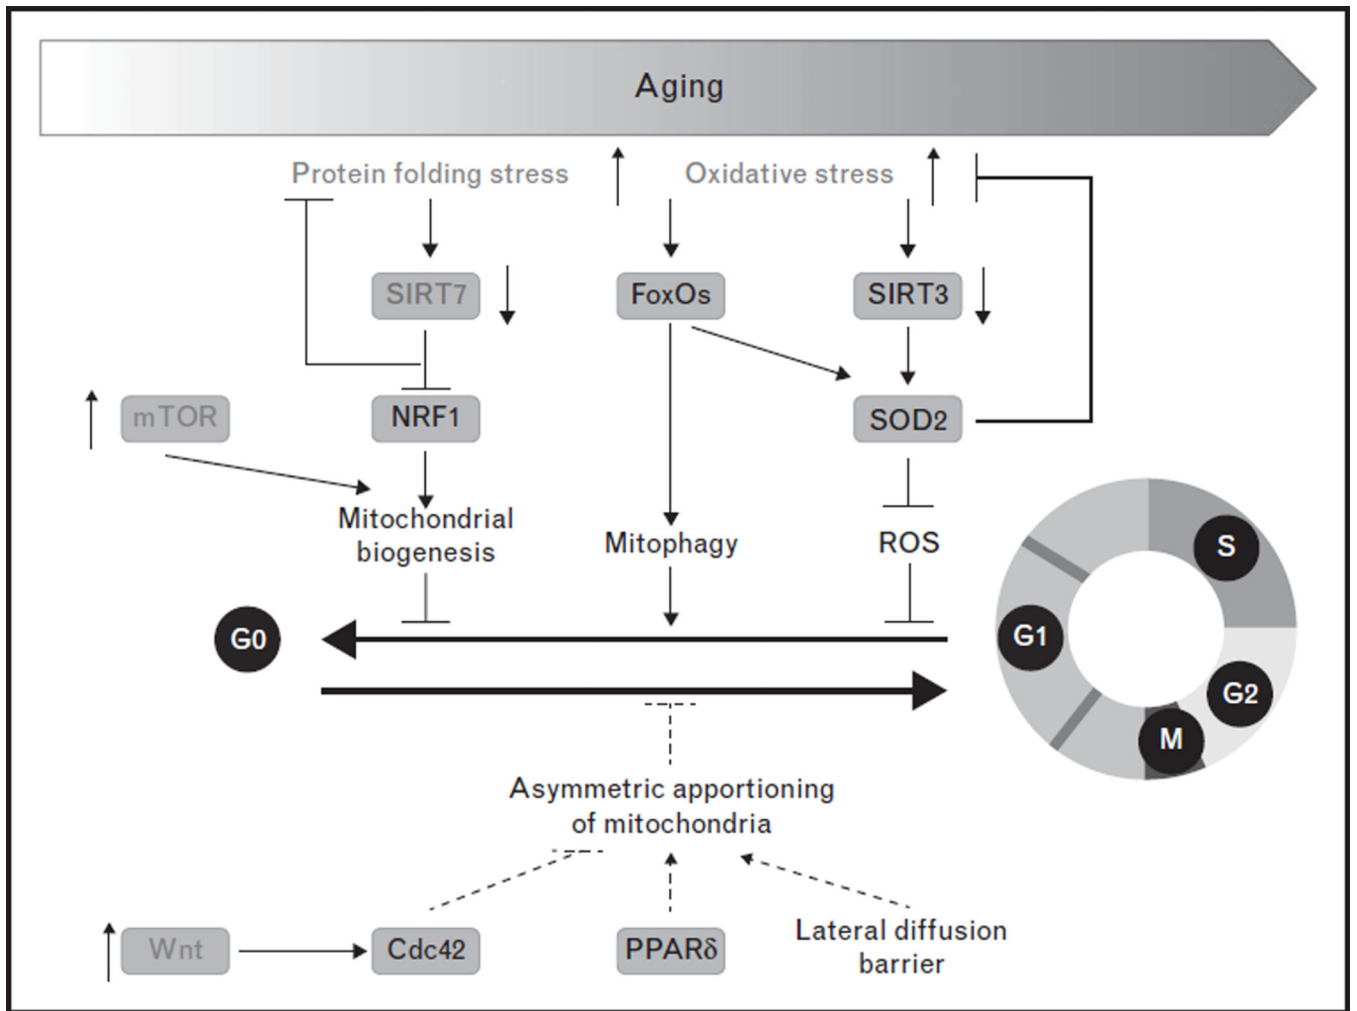 Aging
Protein folding stress
Oxidative stress
SIRT7
FoxOs
SIRT3
mTOR
NRF1
SOD2
Mitochondrial
biogenesis
Mitophagy
ROS
S
G0
G1
G2
M
Asymmetric apportioning
of mitochondria
Wnt
Cdc42
PPARδ
Lateral diffusion
barrier